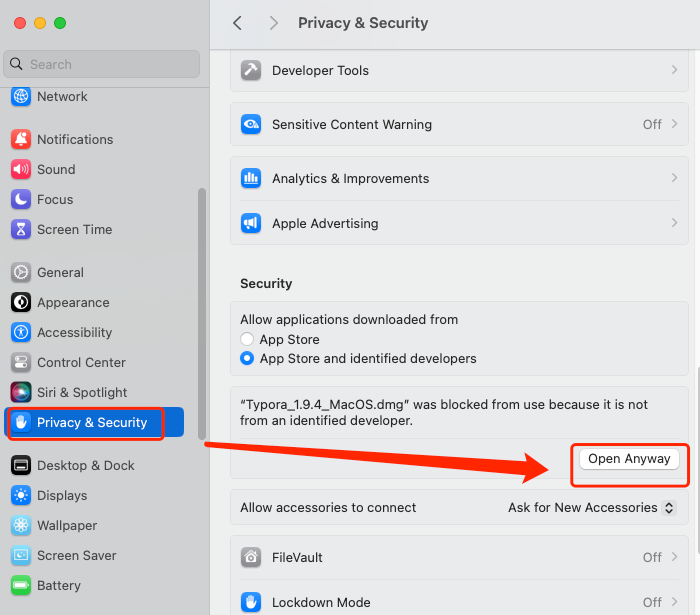 Privacy & Security
Search
Network
Notifications
Sound
Focus
Screen Time
General
Appearance
Accessibility
Control Center
Siri & Spotlight
Privacy & Security
Desktop & Dock
Displays
Wallpaper
Screen Saver
Battery
Developer Tools
Sensitive Content Warning Off
Analytics & Improvements
Apple Advertising
Security
Allow applications downloaded from
App Store
App Store and identified developers
“Typora_1.9.4_MacOS.dmg” was blocked from use because it is not
from an identified developer.
Open Anyway
Allow accessories to connect Ask for New Accessories
FileVault Off
Lockdown Mode Off